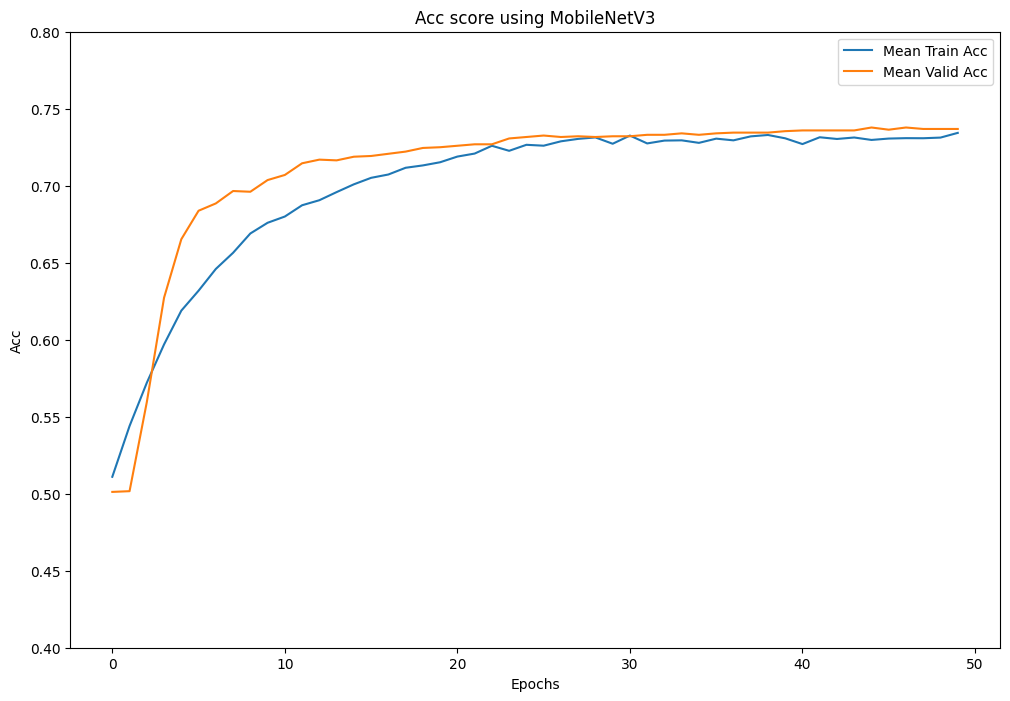 Acc score using MobileNetV3
Mean Train Acc
Mean Valid Acc
0.80
0.75
0.70
0.65
0.60
0.55
0.50
0.45
0.40
Acc
0 10 20 30 40 50
Epochs